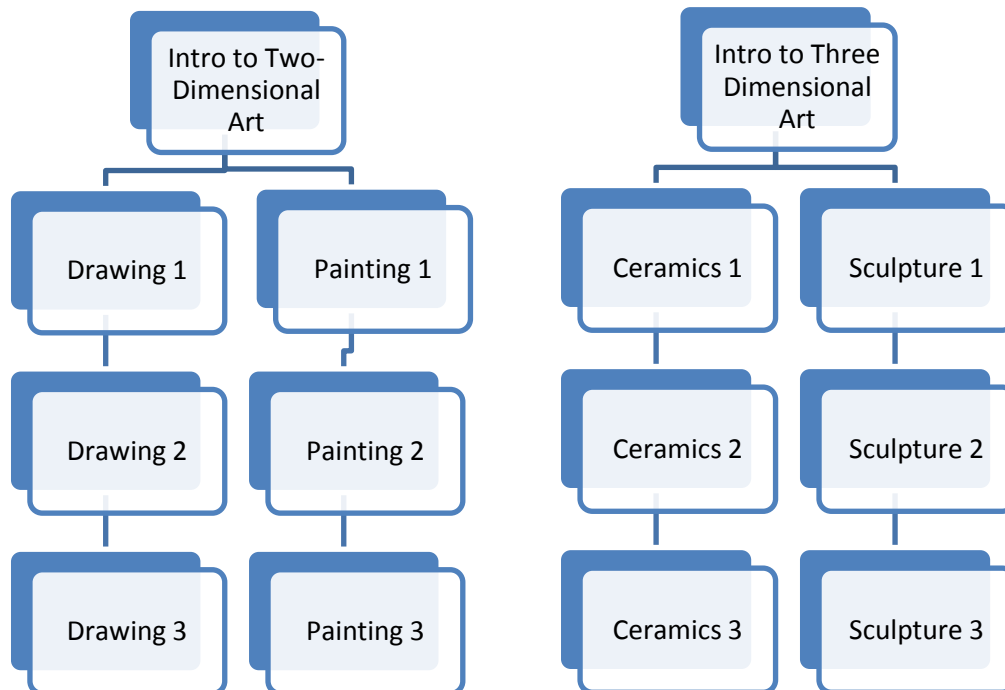 Intro to Two-
Dimensional
Art
Intro to Three
Dimensional
Art
Drawing 1
Painting 1
Ceramics 1
Sculpture 1
Drawing 2
Painting 2
Ceramics 2
Sculpture 2
Drawing 3
Painting 3
Ceramics 3
Sculpture 3